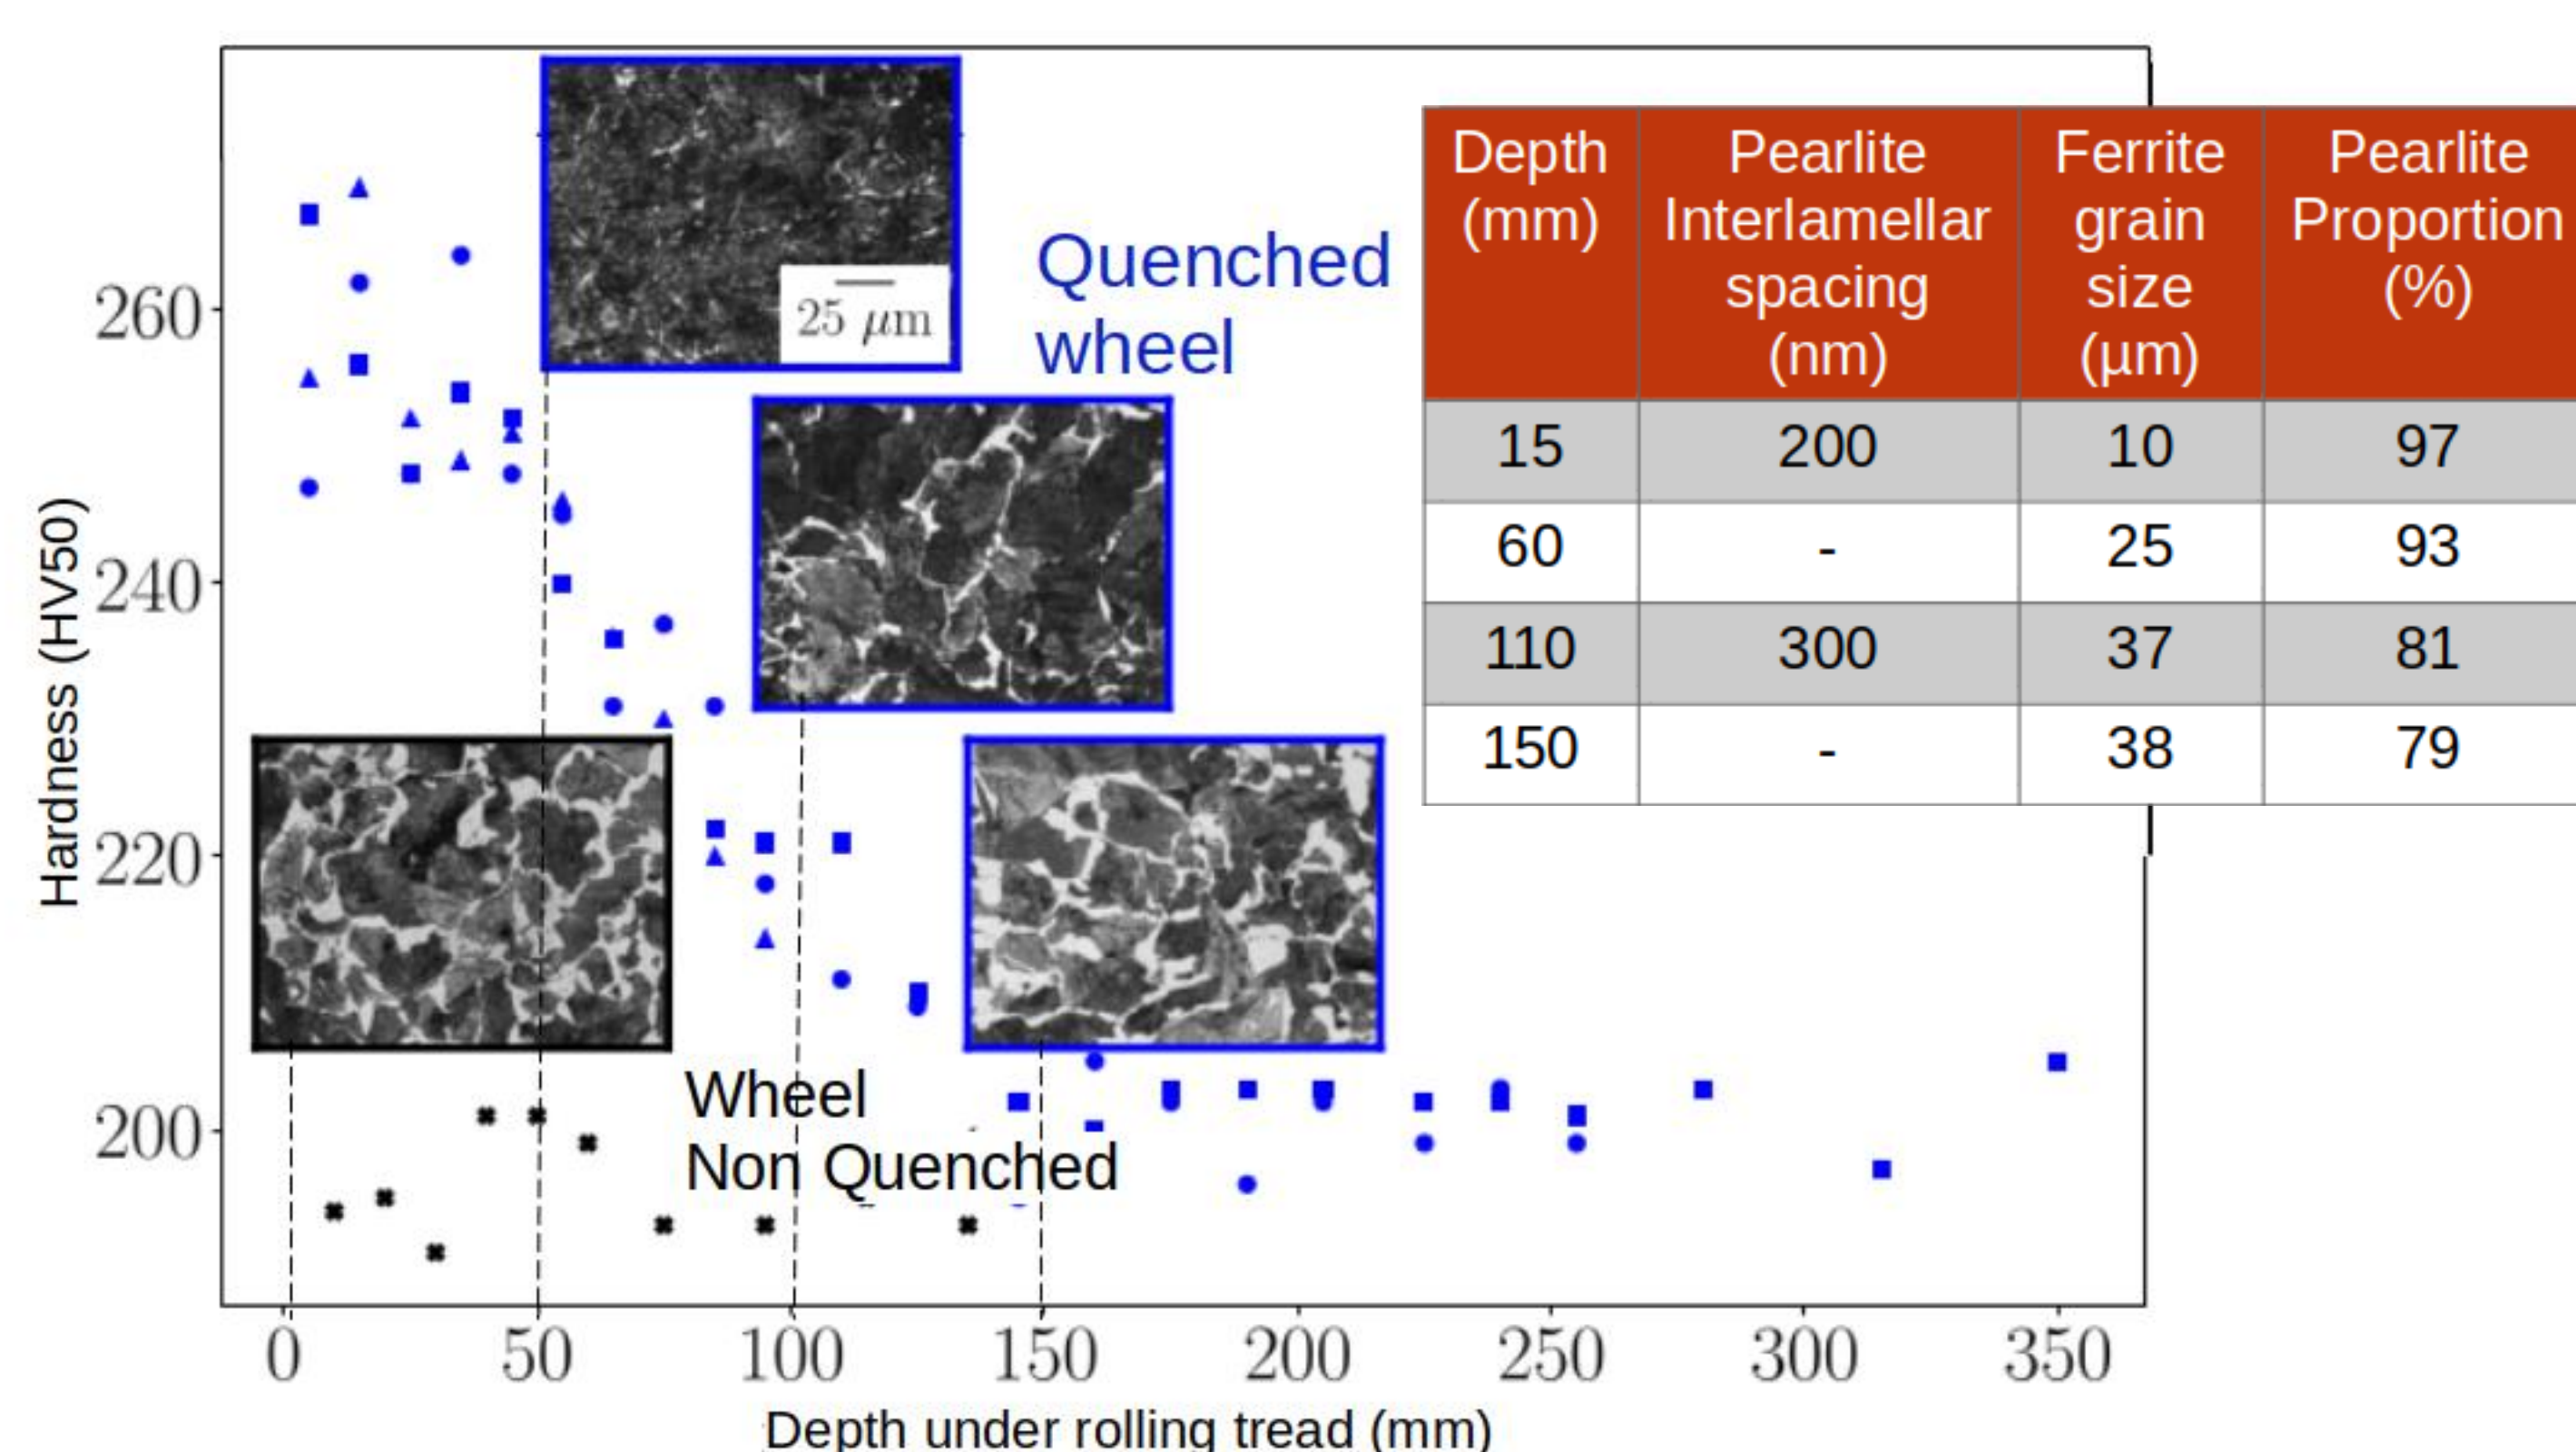 25 μm
Quenched
wheel
Depth
(mm)
Pearlite
Interlamellar
spacing
(nm)
Ferrite
grain
size
(µm)
Pearlite
Proportion
(%)
15 200 10 97
60 - 25 93
110 300 37 81
150 - 38 79
Hardness (HV50)
260
240
220
200
Wheel
Non Quenched
0 50 100 150 200 250 300 350
Depth under rolling tread (mm)